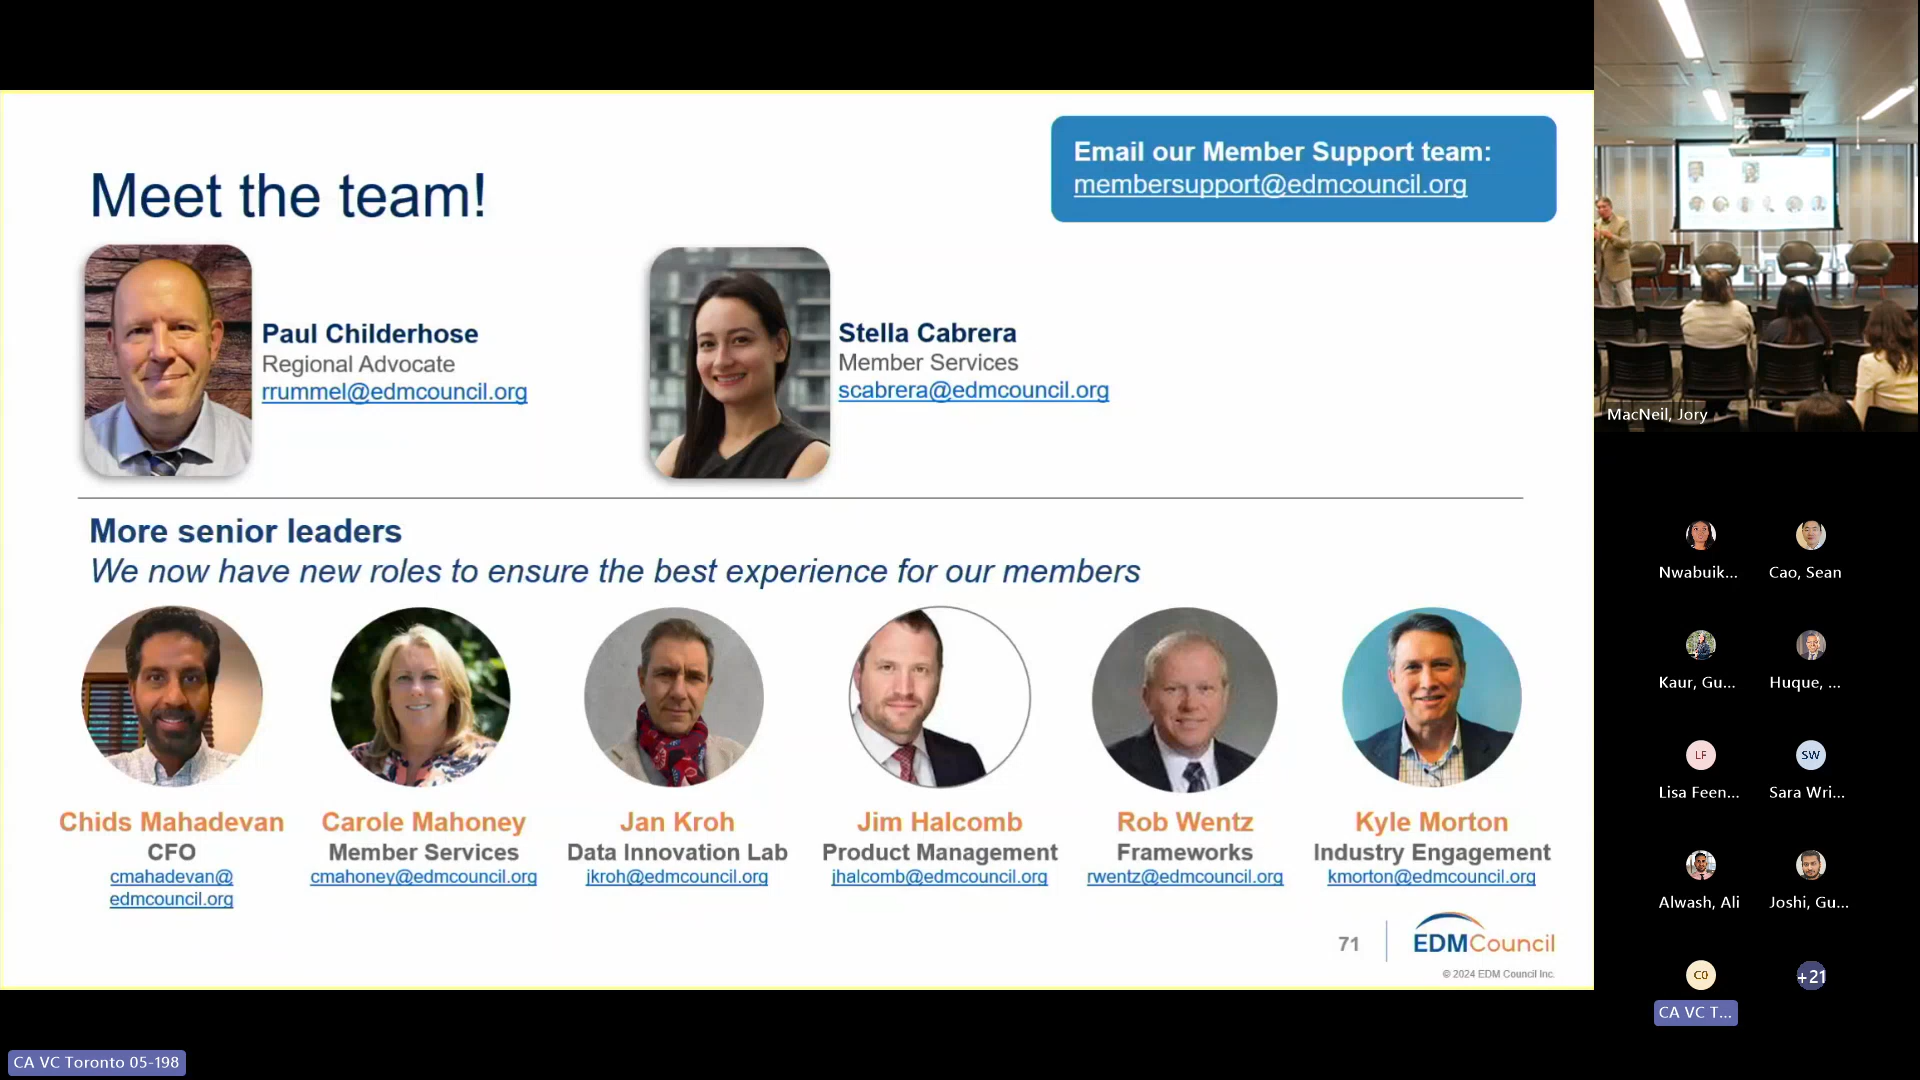 Meet the team!
Email our Member Support team:
membersupport@edmcouncil.org
Paul Childerhose
Regional Advocate
rrummel@edmcouncil.org
Stella Cabrera
Member Services
scabrera@edmcouncil.org
More senior leaders
We now have new roles to ensure the best experience for our members
Chids Mahadevan
CFO
cmahadevan@
edmcouncil.org
Carole Mahoney
Member Services
cmahoney@edmcouncil.org
Jan Kroh
Data Innovation Lab
jkroh@edmcouncil.org
Jim Halcomb
Product Management
jhalcomb@edmcouncil.org
Rob Wentz
Frameworks
rwentz@edmcouncil.org
Kyle Morton
Industry Engagement
kmorton@edmcouncil.org
71
EDMCouncil
© 2024 EDM Council Inc.
MacNeil, Jory
Nwabuik...
Cao, Sean
Kaur, Gu...
Huque, ...
LF
Lisa Feen...
SW
Sara Wri...
Alwash, Ali
Joshi, Gu...
C0
CA VC T...
+21
CA VC Toronto 05-198